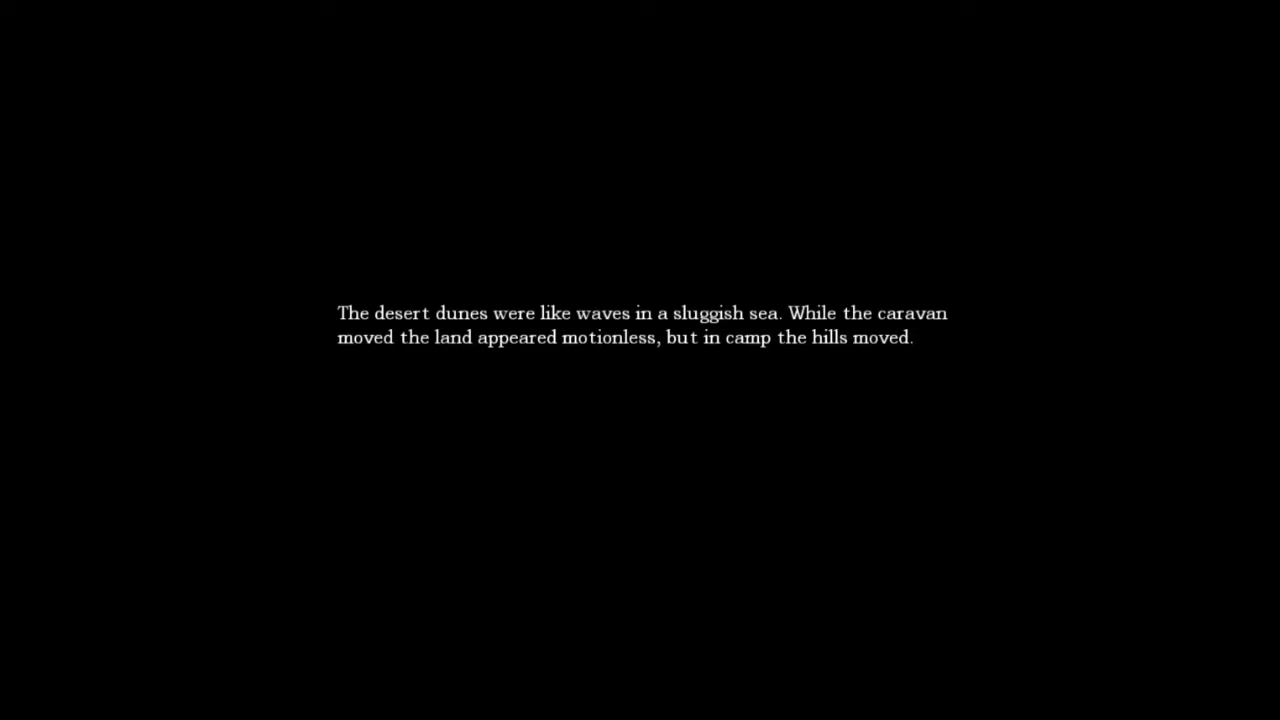 The desert dunes were like waves in a sluggish sea. While the caravan
moved the land appeared motionless, but in camp the hills moved.